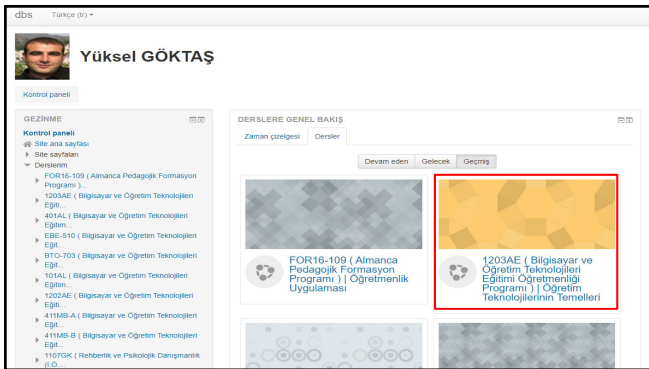 dbs Türkçe (tr)
Yüksel GÖKTAŞ
Kontrol paneli
GEZİNME
Kontrol paneli
Site ana sayfası
Site sayfaları
Derslerim
FOR16-109 ( Almanca Pedagojik Formasyon
Programı )...
1203AE ( Bilgisayar ve Öğretim Teknolojileri
Eğiti...
401AL ( Bilgisayar ve Öğretim Teknolojileri
Eğitim...
EBE-510 ( Bilgisayar ve Öğretim Teknolojileri
Eğit...
BTO-703 ( Bilgisayar ve Öğretim Teknolojileri
Eğit...
101AL ( Bilgisayar ve Öğretim Teknolojileri
Eğitim...
1202AE ( Bilgisayar ve Öğretim Teknolojileri
Eğiti...
411MB-A ( Bilgisayar ve Öğretim Teknolojileri
Eğit...
411MB-B ( Bilgisayar ve Öğretim Teknolojileri
Eğit...
1107GK ( Rehberlik ve Psikolojik Danışmanlık
(İ.Ö....
DERSLERE GENEL BAKIŞ
Zaman çizelgesi Dersler
Devam eden Gelecek Geçmiş
FOR16-109 ( Almanca
Pedagojik Formasyon
Programı ) | Öğretmenlik
Uygulaması
1203AE ( Bilgisayar ve
Öğretim Teknolojileri
Eğitimi Öğretmenliği
Programı ) | Öğretim
Teknolojilerinin Temelleri